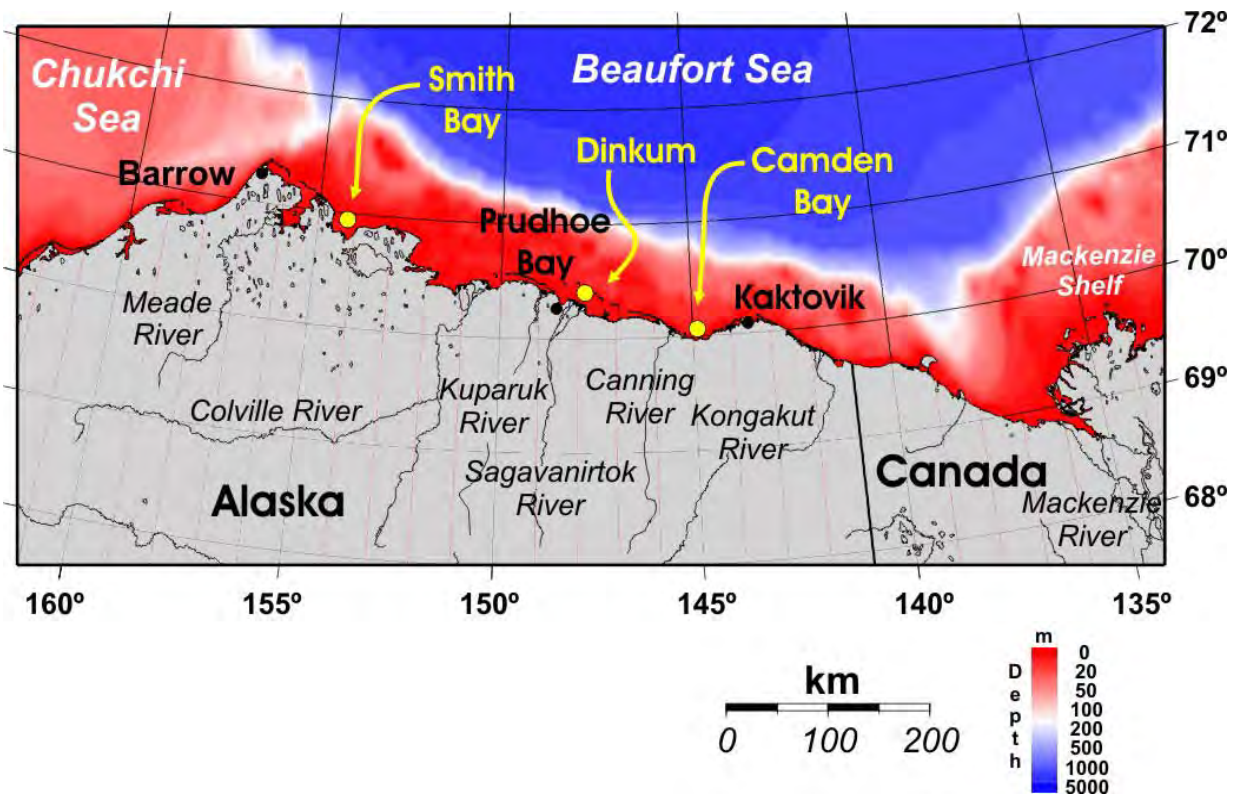 72º
Chukchi
Sea
Beaufort Sea
Smith
Bay
71º
Dinkum
Camden
Bay
Barrow
Prudhoe
Bay
Mackenzie
Shelf
70º
Kaktovik
Meade
River
69º
Colville River
Kuparuk
River
Canning
River
Kongakut
River
Sagavanirtok
River
Alaska
Canada
Mackenzie
River
68º
160º
155º
150º
145º
140º
135º
km
0
100
200
m
Depth
0
20
50
100
200
500
1000
5000